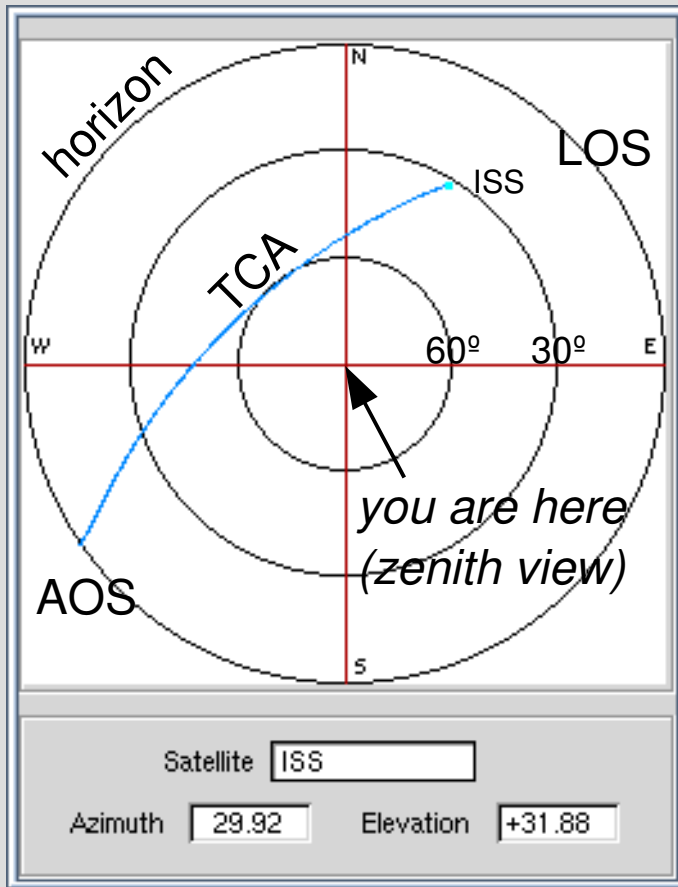 N
horizon
LOS
ISS
TCA
W
60º
30º
E
you are here
(zenith view)
AOS
S
Satellite ISS
Azimuth 29.92 Elevation +31.88